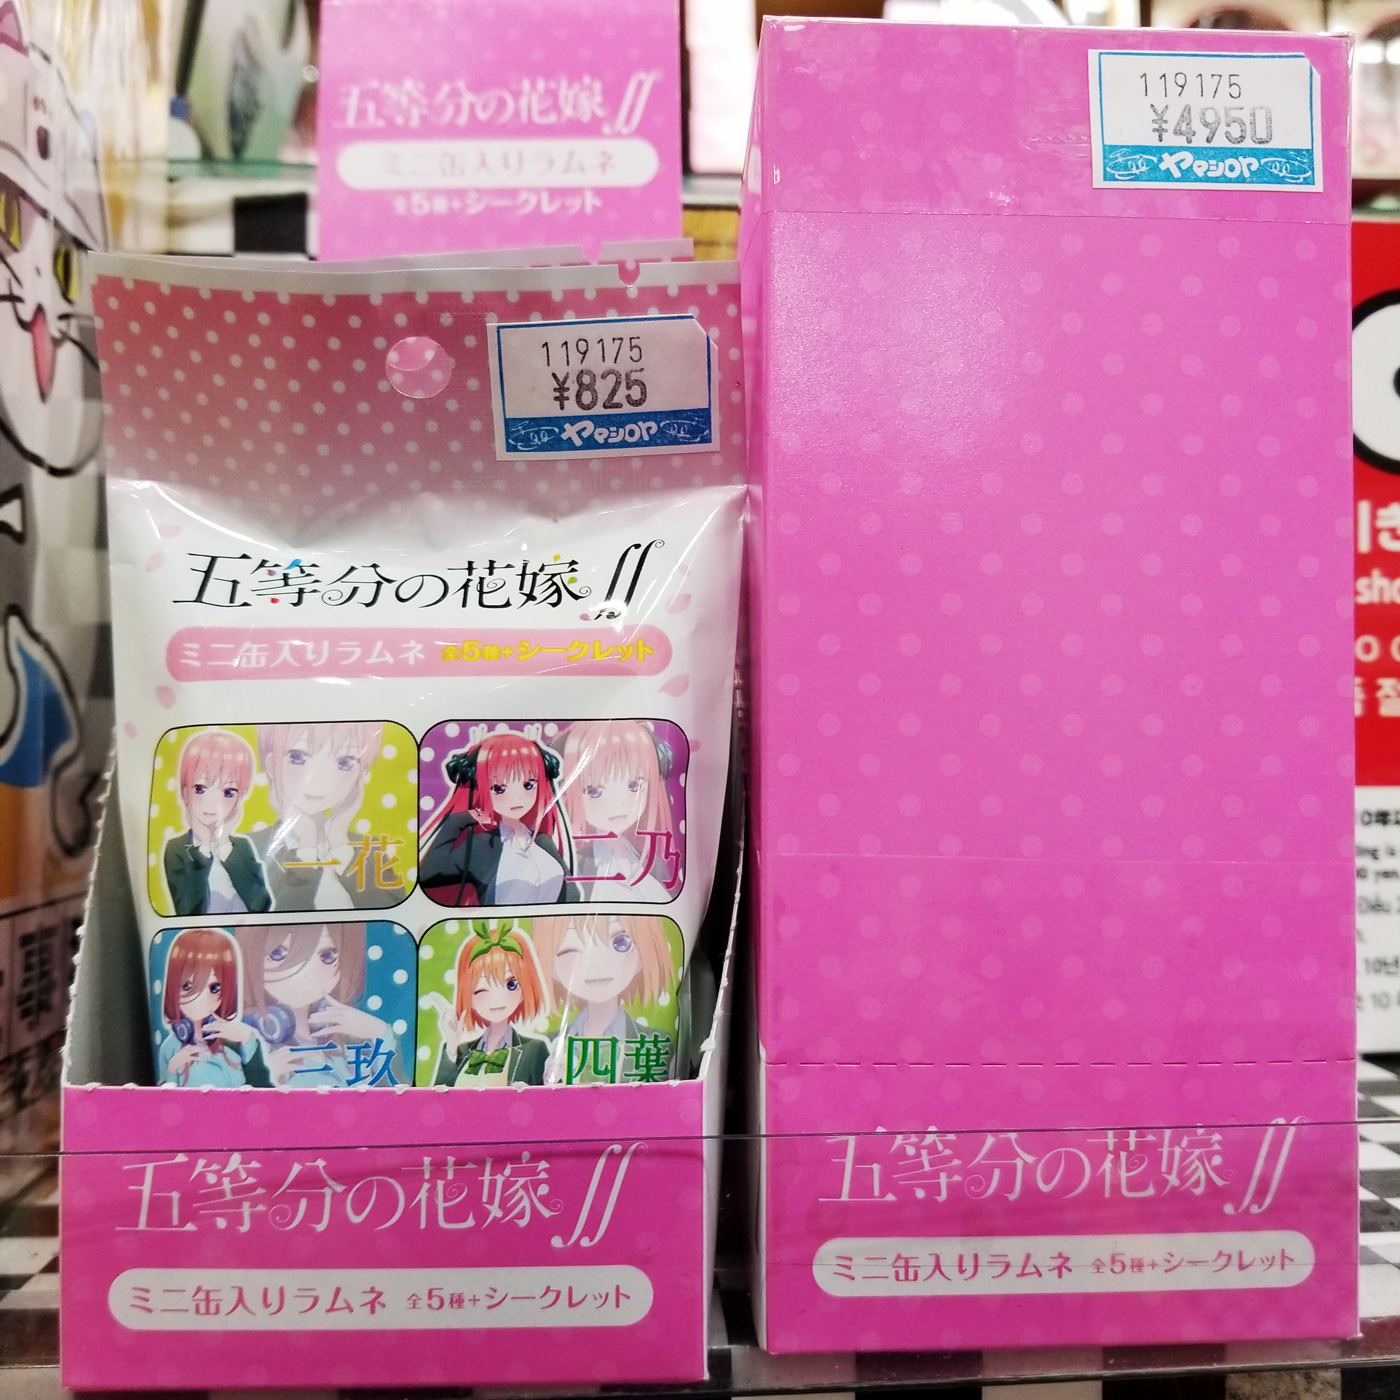 五等分の花嫁∬
ミニ缶入りラムネ
全5種+シークレット
119175
¥4950
ヤマシロヤ
119175
¥825
ヤマシロヤ
五等分の花嫁∬
ミニ缶入りラムネ 全5種+シークレット
一花
二乃
三玖
四葉
五等分の花嫁∬
ミニ缶入りラムネ 全5種+シークレット
五等分の花嫁∬
ミニ缶入りラムネ 全5種+シークレット